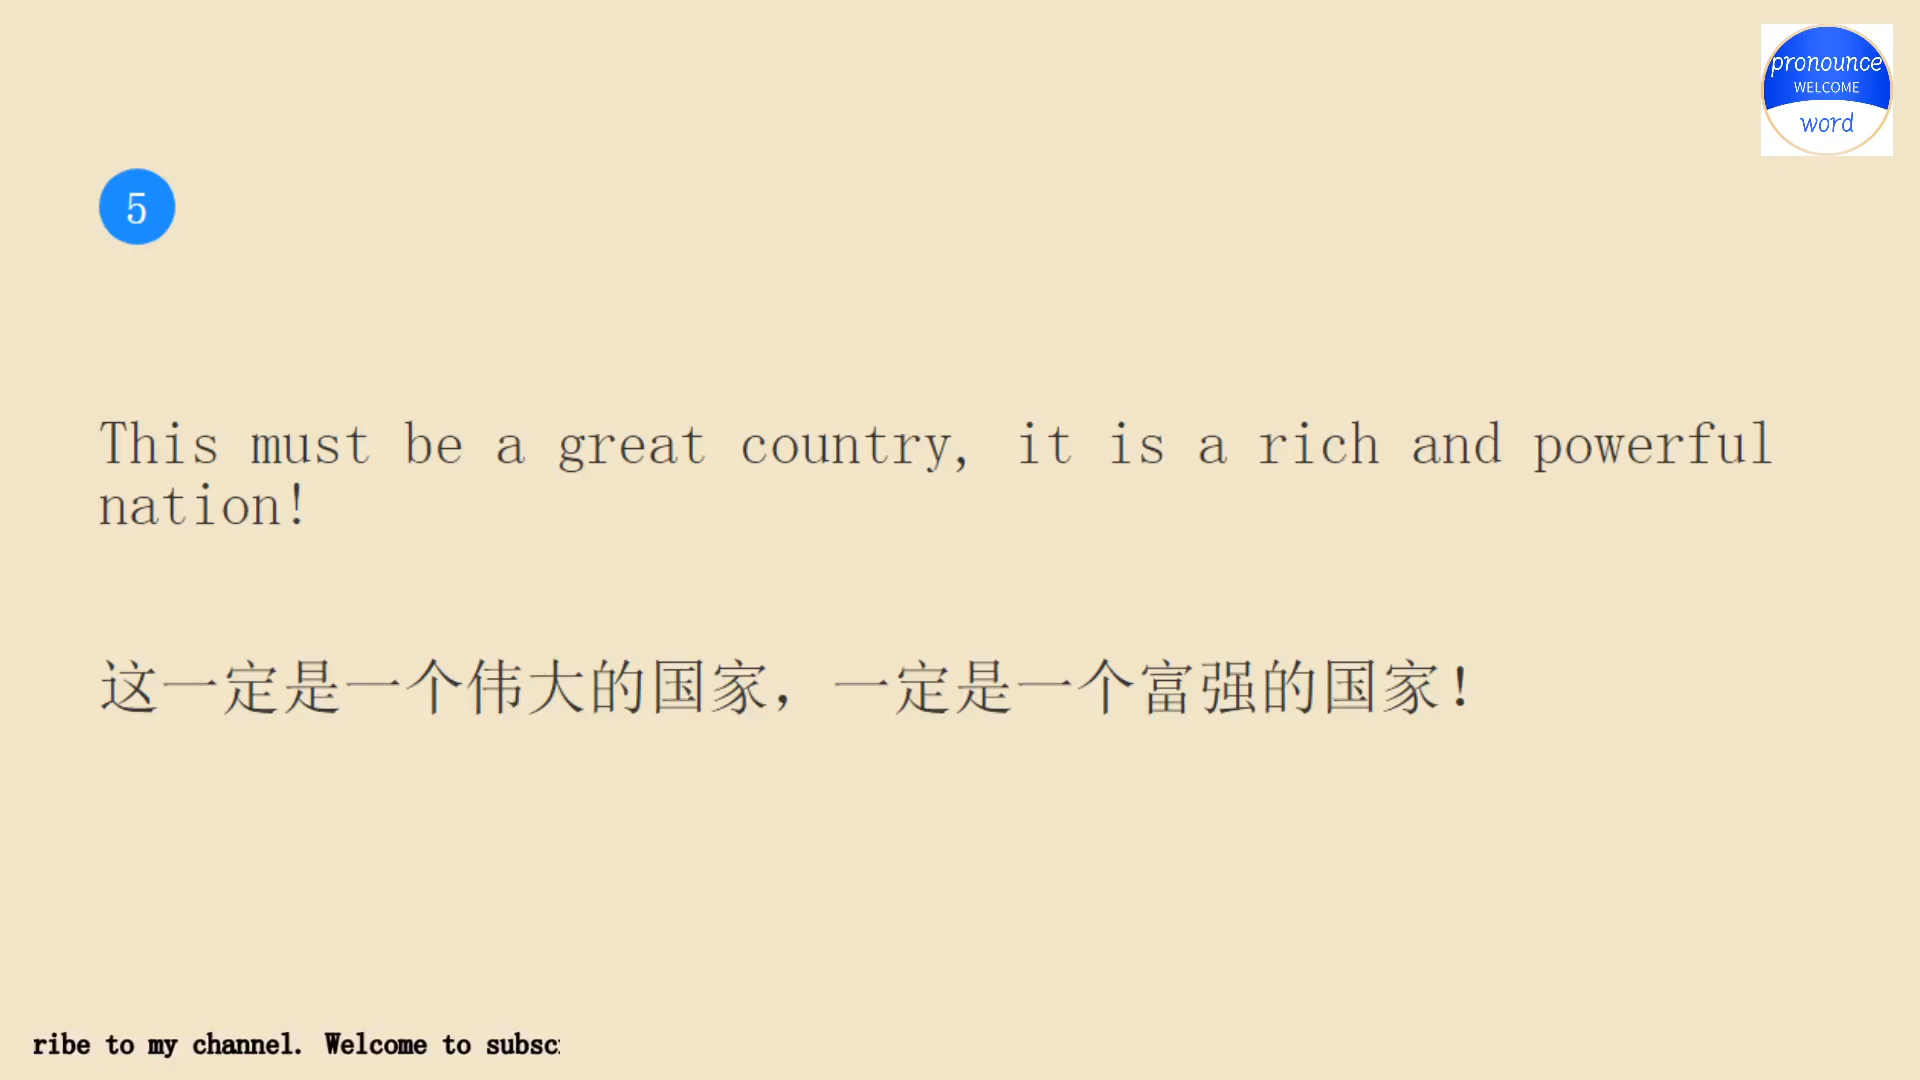 pronounce
WELCOME
word
5
This must be a great country, it is a rich and powerful
nation!
这一定是一个伟大的国家，一定是一个富强的国家！
ribe to my channel. Welcome to subsc